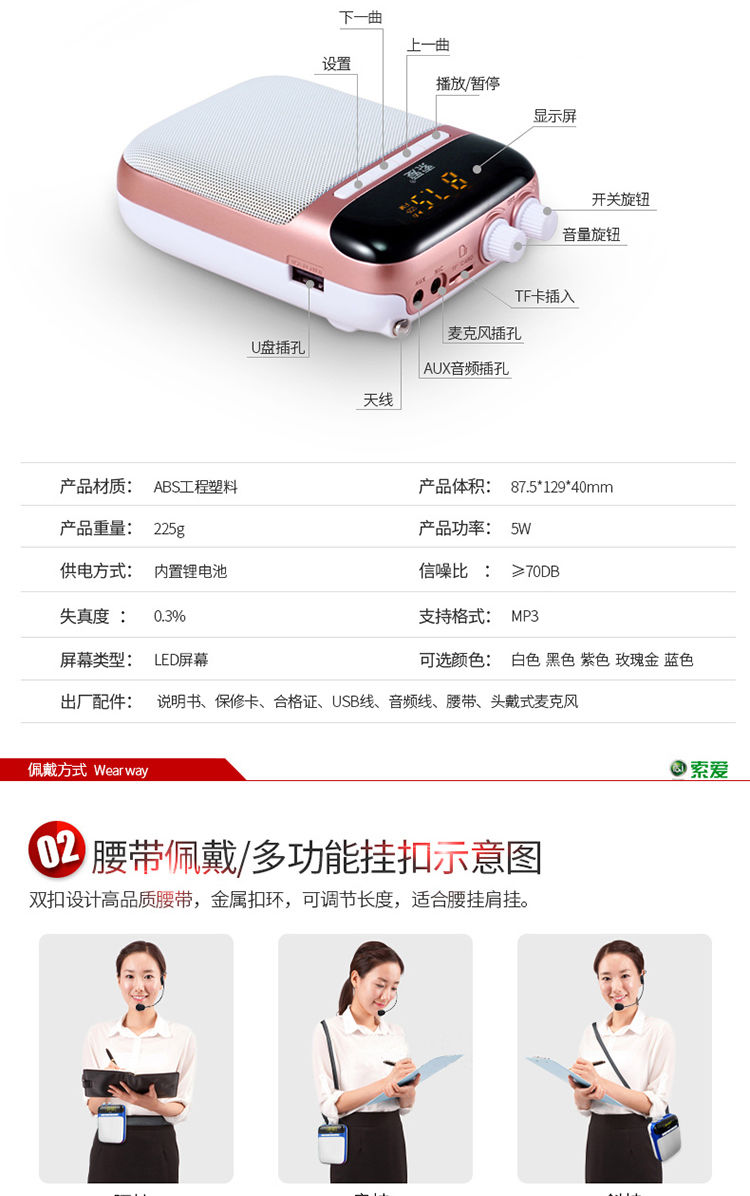 下一曲
上一曲
设置
播放/暂停
显示屏
开关旋钮
音量旋钮
TF卡插入
麦克风插孔
U盘插孔
AUX音频插孔
天线
AUX
MIC
TF CARD
产品材质： ABS工程塑料 产品体积： 87.5*129*40mm
产品重量： 225g 产品功率： 5W
供电方式： 内置锂电池 信噪比 ： ≥70DB
失真度 ： 0.3% 支持格式： MP3
屏幕类型： LED屏幕 可选颜色： 白色 黑色 紫色 玫瑰金 蓝色
出厂配件： 说明书、保修卡、合格证、USB线、音频线、腰带、头戴式麦克风
佩戴方式 Wear way 索爱
02 腰带佩戴/多功能挂扣示意图
双扣设计高品质腰带，金属扣环，可调节长度，适合腰挂肩挂。